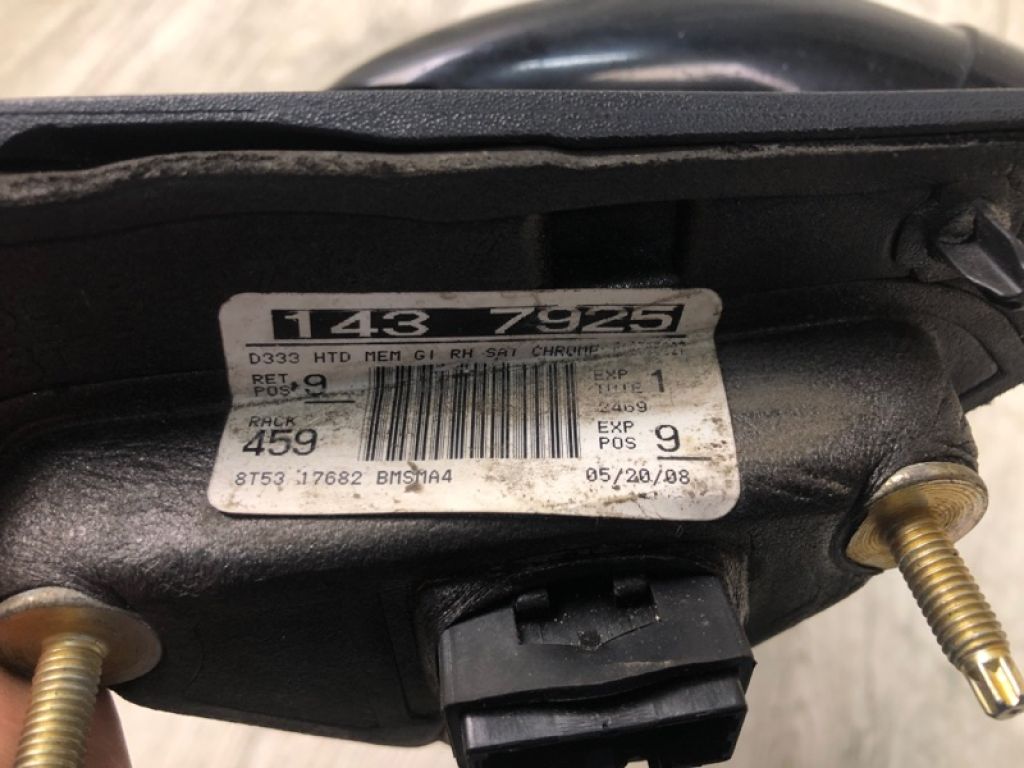 143 7925
D333 HTD MEM GI RH SAT CHROME
RET POS 9
EXP TOTE 1
2469
RACK 459
EXP POS 9
8T53 17682 BMSMA4
05/20/08